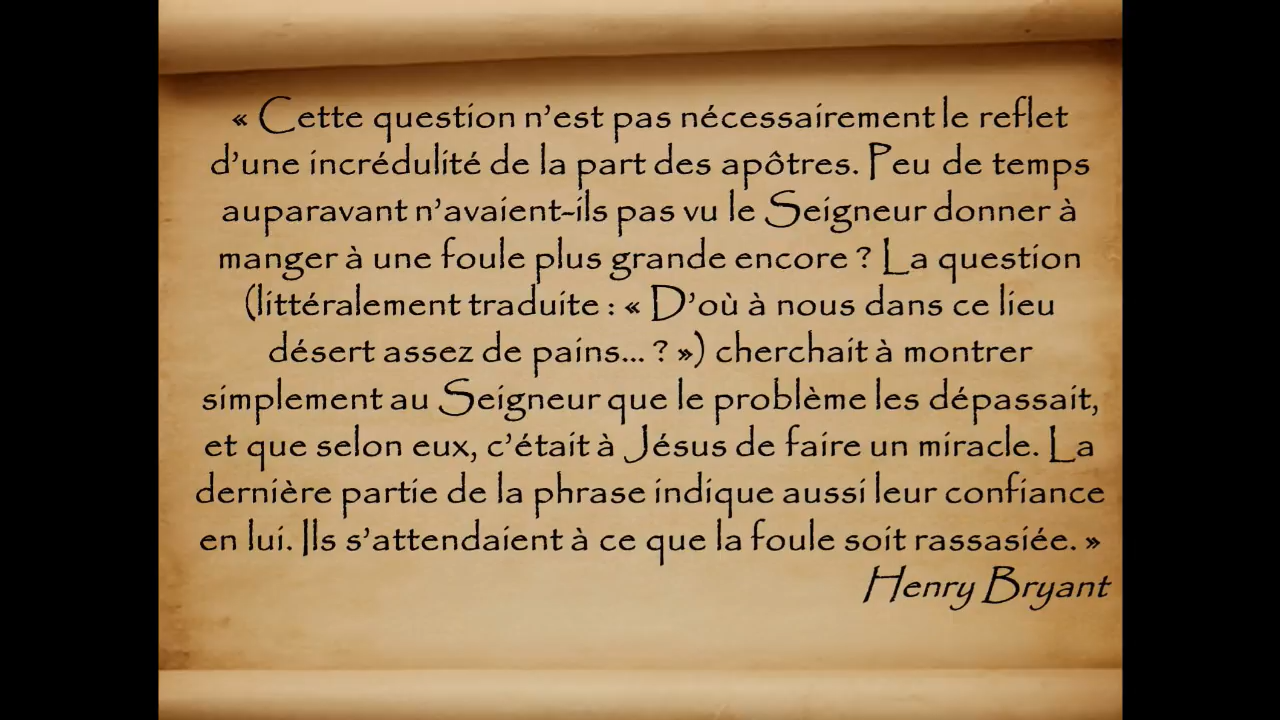 « Cette question n’est pas nécessairement le reflet
d’une incrédulité de la part des apôtres. Peu de temps
auparavant n’avaient-ils pas vu le Seigneur donner à
manger à une foule plus grande encore ? La question
(littéralement traduite : « D’où à nous dans ce lieu
désert assez de pains... ? ») cherchait à montrer
simplement au Seigneur que le problème les dépassait,
et que selon eux, c’était à Jésus de faire un miracle. La
dernière partie de la phrase indique aussi leur confiance
en lui. Ils s’attendaient à ce que la foule soit rassasiée. »
Henry Bryant